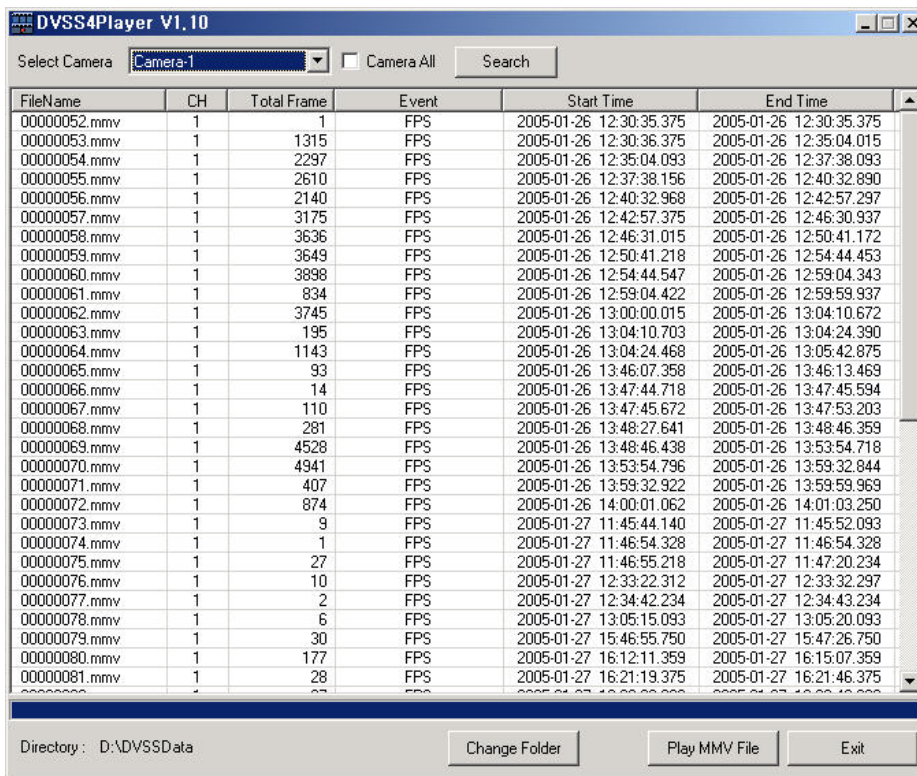 DVSS4Player V1.10
Select Camera Camera-1 Camera All Search
FileName CH Total Frame Event Start Time End Time
00000052.mmv 1 1 FPS 2005-01-26 12:30:35.375 2005-01-26 12:30:35.375
00000053.mmv 1 1315 FPS 2005-01-26 12:30:36.375 2005-01-26 12:35:04.015
00000054.mmv 1 2297 FPS 2005-01-26 12:35:04.093 2005-01-26 12:37:38.093
00000055.mmv 1 2610 FPS 2005-01-26 12:37:38.156 2005-01-26 12:40:32.890
00000056.mmv 1 2140 FPS 2005-01-26 12:40:32.968 2005-01-26 12:42:57.297
00000057.mmv 1 3175 FPS 2005-01-26 12:42:57.375 2005-01-26 12:46:30.937
00000058.mmv 1 3636 FPS 2005-01-26 12:46:31.015 2005-01-26 12:50:41.172
00000059.mmv 1 3649 FPS 2005-01-26 12:50:41.218 2005-01-26 12:54:44.453
00000060.mmv 1 3898 FPS 2005-01-26 12:54:44.547 2005-01-26 12:59:04.343
00000061.mmv 1 834 FPS 2005-01-26 12:59:04.422 2005-01-26 12:59:59.937
00000062.mmv 1 3745 FPS 2005-01-26 13:00:00.015 2005-01-26 13:04:10.672
00000063.mmv 1 195 FPS 2005-01-26 13:04:10.703 2005-01-26 13:04:24.390
00000064.mmv 1 1143 FPS 2005-01-26 13:04:24.468 2005-01-26 13:05:42.875
00000065.mmv 1 93 FPS 2005-01-26 13:46:07.358 2005-01-26 13:46:13.469
00000066.mmv 1 14 FPS 2005-01-26 13:47:44.718 2005-01-26 13:47:45.594
00000067.mmv 1 110 FPS 2005-01-26 13:47:45.672 2005-01-26 13:47:53.203
00000068.mmv 1 281 FPS 2005-01-26 13:48:27.641 2005-01-26 13:48:46.359
00000069.mmv 1 4528 FPS 2005-01-26 13:48:46.438 2005-01-26 13:53:54.718
00000070.mmv 1 4941 FPS 2005-01-26 13:53:54.796 2005-01-26 13:59:32.844
00000071.mmv 1 407 FPS 2005-01-26 13:59:32.922 2005-01-26 13:59:59.969
00000072.mmv 1 874 FPS 2005-01-26 14:00:01.062 2005-01-26 14:01:03.250
00000073.mmv 1 9 FPS 2005-01-27 11:45:44.140 2005-01-27 11:45:52.093
00000074.mmv 1 1 FPS 2005-01-27 11:46:54.328 2005-01-27 11:46:54.328
00000075.mmv 1 27 FPS 2005-01-27 11:46:55.218 2005-01-27 11:47:20.234
00000076.mmv 1 10 FPS 2005-01-27 12:33:22.312 2005-01-27 12:33:32.297
00000077.mmv 1 2 FPS 2005-01-27 12:34:42.234 2005-01-27 12:34:43.234
00000078.mmv 1 6 FPS 2005-01-27 13:05:15.093 2005-01-27 13:05:20.093
00000079.mmv 1 30 FPS 2005-01-27 15:46:55.750 2005-01-27 15:47:26.750
00000080.mmv 1 177 FPS 2005-01-27 16:12:11.359 2005-01-27 16:15:07.359
00000081.mmv 1 28 FPS 2005-01-27 16:21:19.375 2005-01-27 16:21:46.375
Directory : D:\DVSSData Change Folder Play MMV File Exit